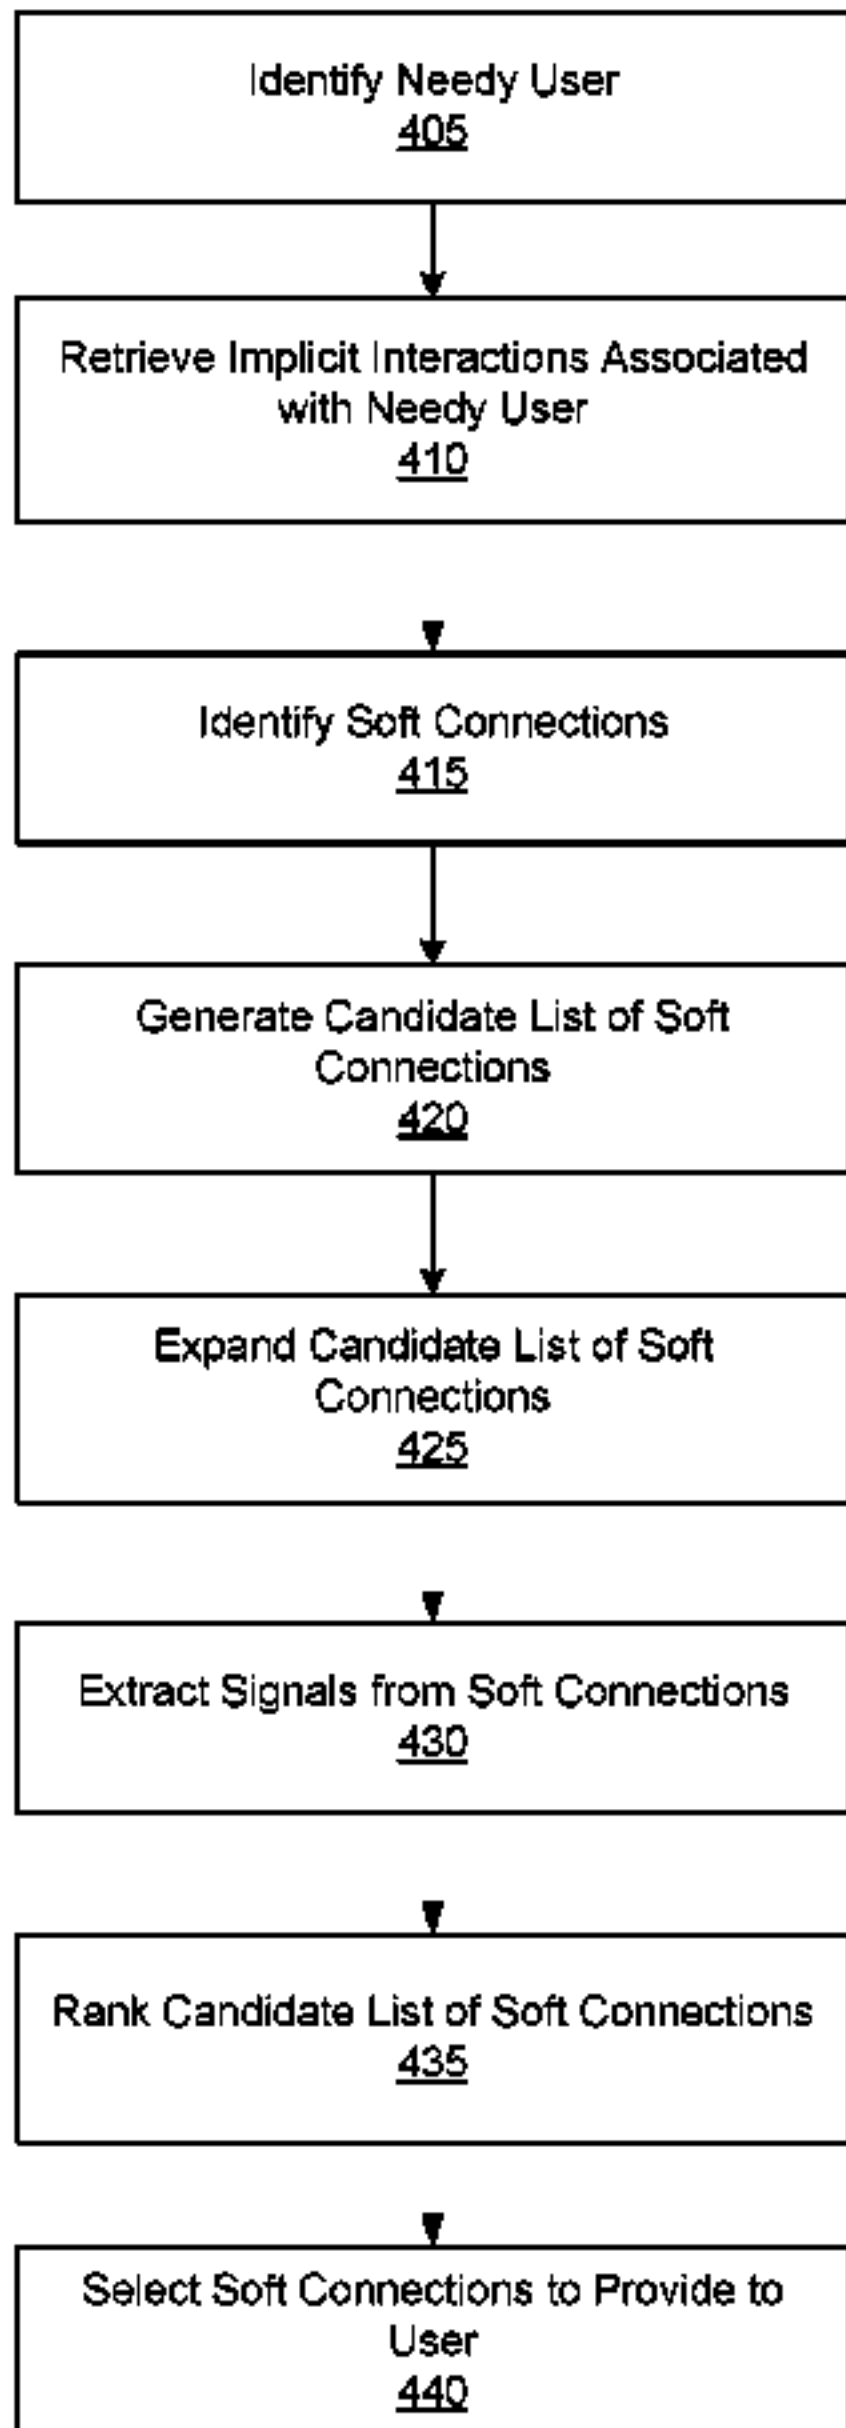 Identify Needy User
405
Retrieve Implicit Interactions Associated
with Needy User
410
Identify Soft Connections
415
Generate Candidate List of Soft
Connections
420
Expand Candidate List of Soft
Connections
425
Extract Signals from Soft Connections
430
Rank Candidate List of Soft Connections
435
Select Soft Connections to Provide to
User
440